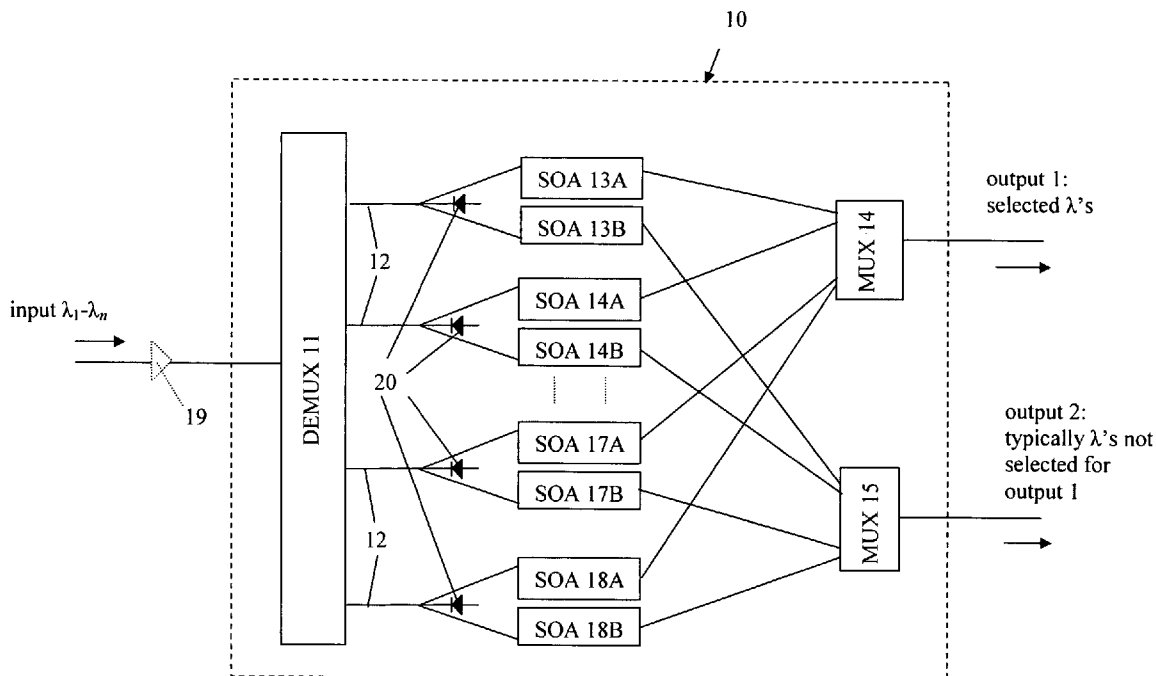 10
DEMUX 11
SOA 13A
SOA 13B
12
SOA 14A
SOA 14B
MUX 14
output 1:
selected λ's
input λ1-λn
19
20
SOA 17A
SOA 17B
12
SOA 18A
SOA 18B
MUX 15
output 2:
typically λ's not
selected for
output 1